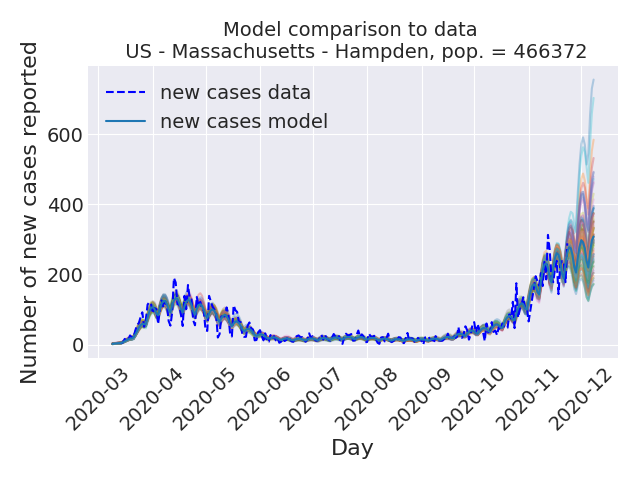 Model comparison to data
US - Massachusetts - Hampden, pop. = 466372
Number of new cases reported
new cases data
new cases model
600
400
200
0
2020-03
2020-04
2020-05
2020-06
2020-07
2020-08
2020-09
2020-10
2020-11
2020-12
Day